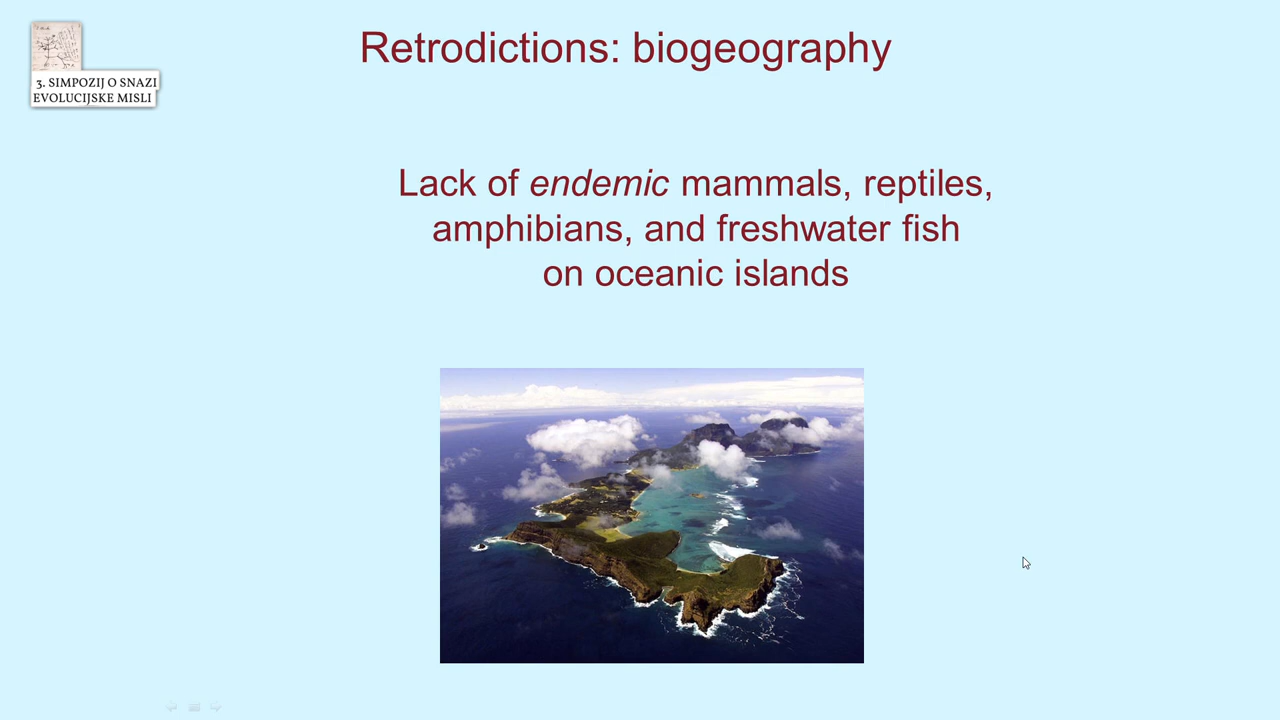 Retrodictions: biogeography
3. SIMPOZIJ O SNAZI
EVOLUCIJSKE MISLI
Lack of endemic mammals, reptiles,
amphibians, and freshwater fish
on oceanic islands